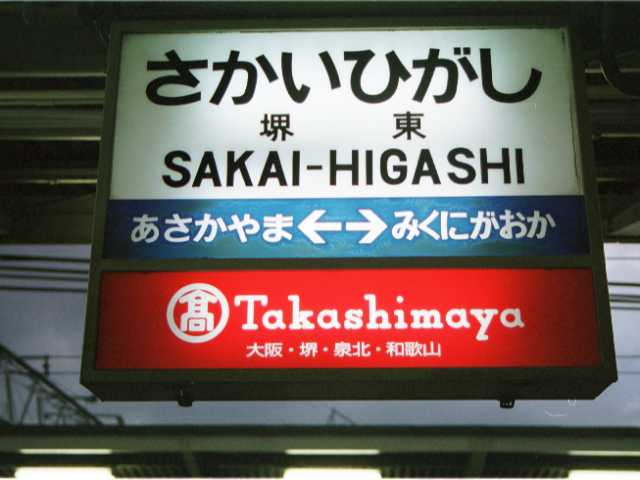 さかいひがし
堺 東
SAKAI-HIGASHI
あさかやま←→みくにがおか
髙 Takashimaya
大阪・堺・泉北・和歌山